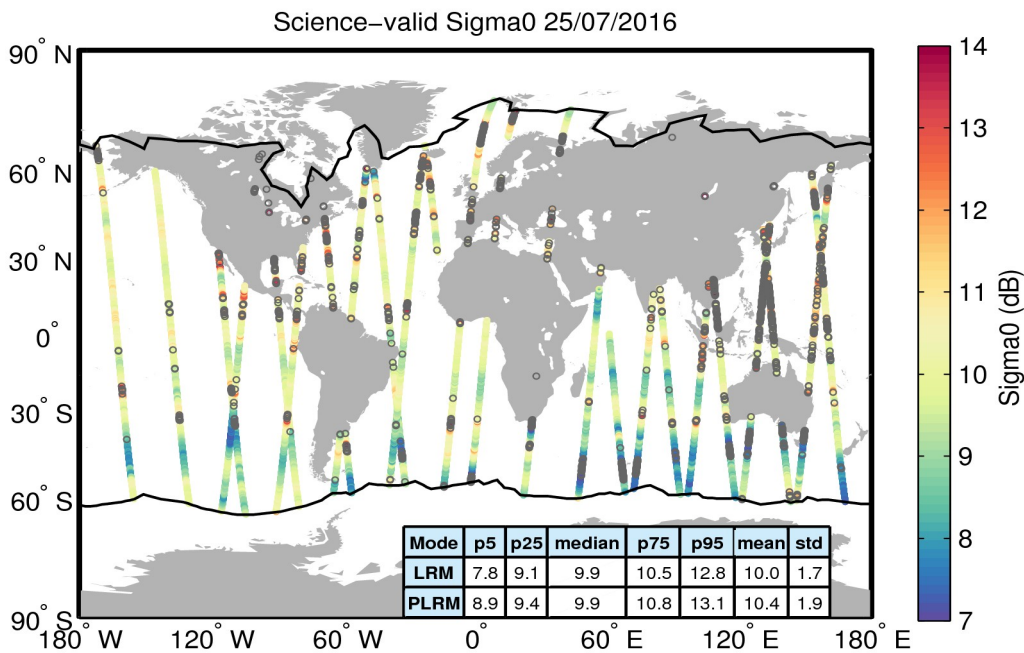 Science−valid Sigma0 25/07/2016
90° N
60° N
30° N
0°
30° S
60° S
90° S
180° W
120° W
60° W
0°
60° E
120° E
180° E
14
13
12
11
10
9
8
7
Sigma0 (dB)
Mode p5 p25 median p75 p95 mean std
LRM 7.8 9.1 9.9 10.5 12.8 10.0 1.7
PLRM 8.9 9.4 9.9 10.8 13.1 10.4 1.9